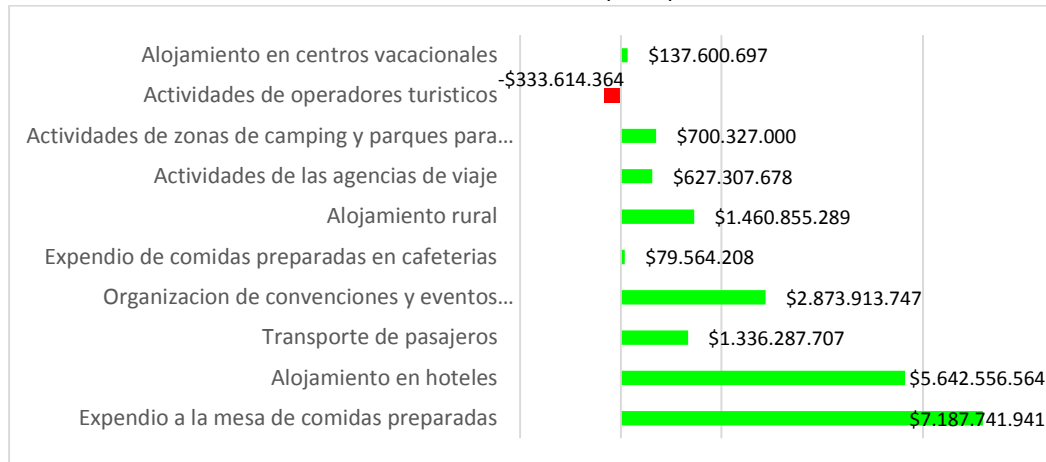 Alojamiento en centros vacacionales $137.600.697
Actividades de operadores turisticos -$333.614.364
Actividades de zonas de camping y parques para... $700.327.000
Actividades de las agencias de viaje $627.307.678
Alojamiento rural $1.460.855.289
Expendio de comidas preparadas en cafeterias $79.564.208
Organizacion de convenciones y eventos... $2.873.913.747
Transporte de pasajeros $1.336.287.707
Alojamiento en hoteles $5.642.556.564
Expendio a la mesa de comidas preparadas $7.187.741.941